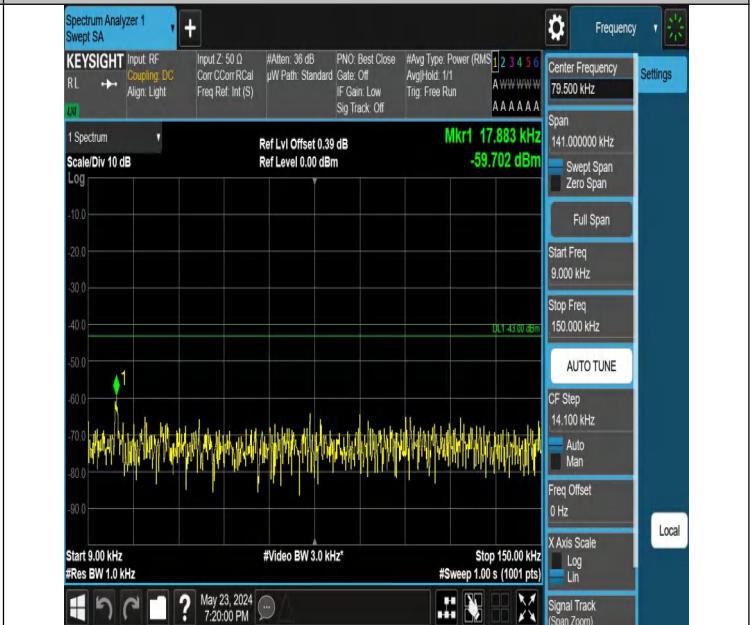 Spectrum Analyzer 1
Swept SA
+
Frequency
KEYSIGHT
RL
LXI
Input: RF
Coupling: DC
Align: Light
Input Z: 50 Ω
Corr CCorr RCal
Freq Ref: Int (S)
#Atten: 36 dB
µW Path: Standard
PNO: Best Close
Gate: Off
IF Gain: Low
Sig Track: Off
#Avg Type: Power (RMS
Avg|Hold: 1/1
Trig: Free Run
1 2 3 4 5 6
A W W W W W
A A A A A A
Center Frequency
79.500 kHz
Settings
Span
141.000000 kHz
Swept Span
Zero Span
Full Span
Start Freq
9.000 kHz
Stop Freq
150.000 kHz
AUTO TUNE
CF Step
14.100 kHz
Auto
Man
Freq Offset
0 Hz
X Axis Scale
Log
Lin
Signal Track
(Span Zoom)
Local
1 Spectrum
Scale/Div 10 dB
Ref Lvl Offset 0.39 dB
Ref Level 0.00 dBm
Mkr1 17.883 kHz
-59.702 dBm
Log
-10.0
-20.0
-30.0
-40.0
DL1 -43.00 dBm
-50.0
1
-60.0
-70.0
-80.0
-90.0
Start 9.00 kHz
#Video BW 3.0 kHz*
Stop 150.00 kHz
#Res BW 1.0 kHz
#Sweep 1.00 s (1001 pts)
?
May 23, 2024
7:20:00 PM